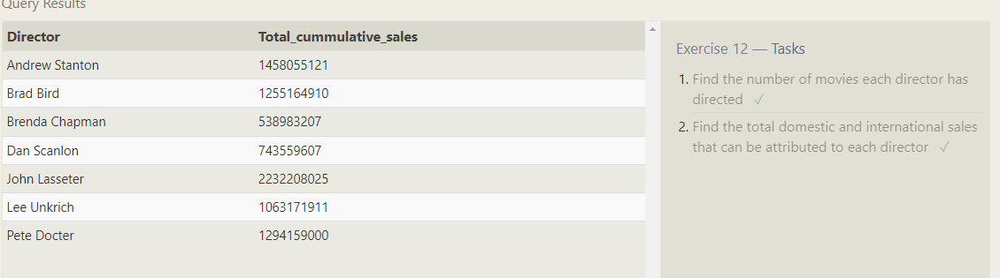 Query Results
Director Total_cummulative_sales
Andrew Stanton 1458055121
Brad Bird 1255164910
Brenda Chapman 538983207
Dan Scanlon 743559607
John Lasseter 2232208025
Lee Unkrich 1063171911
Pete Docter 1294159000
Exercise 12 — Tasks
1. Find the number of movies each director has
directed ✓
2. Find the total domestic and international sales
that can be attributed to each director ✓